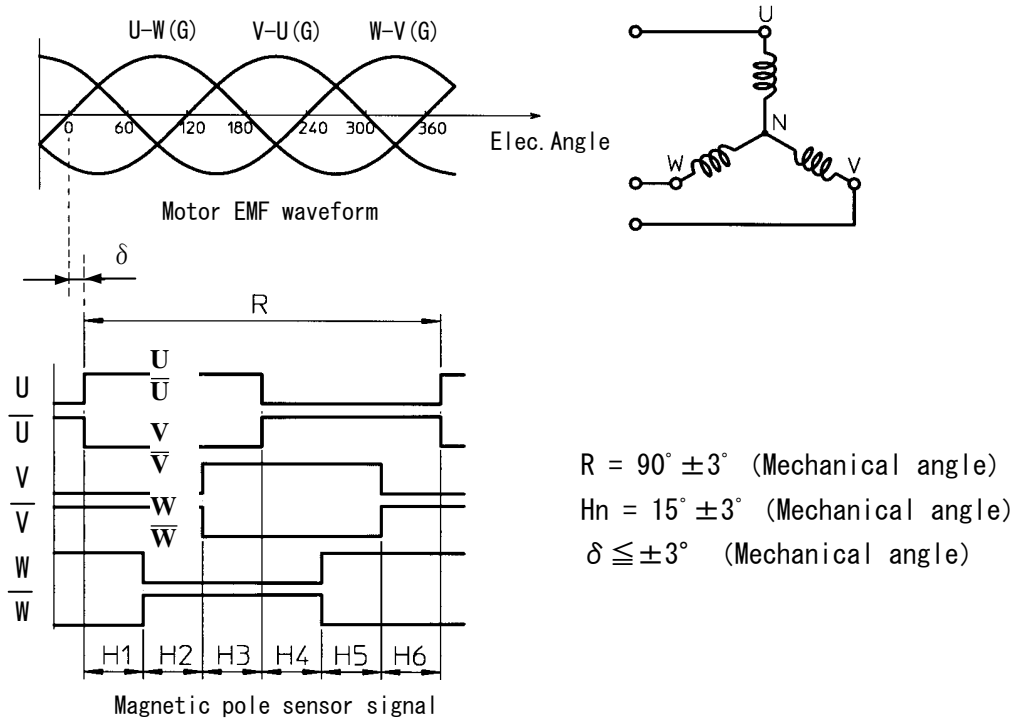 U-W(G) V-U(G) W-V(G)
0 60 120 180 240 300 360
Elec.Angle
Motor EMF waveform
U
N
W
V
δ
R
U
U̅
V
V̅
W
W̅
U
U̅
V
V̅
W
W̅
H1 H2 H3 H4 H5 H6
Magnetic pole sensor signal
R = 90°±3° (Mechanical angle)
Hn = 15°±3° (Mechanical angle)
δ≦±3° (Mechanical angle)